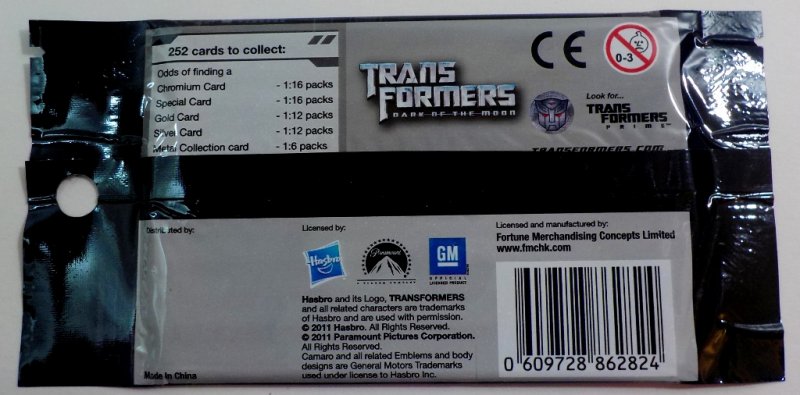 252 cards to collect:
Odds of finding a
Chromium Card - 1:16 packs
Special Card - 1:16 packs
Gold Card - 1:12 packs
Silver Card - 1:12 packs
Metal Collection card - 1:6 packs
TRANSFORMERS
DARK OF THE MOON
CE
0-3
Look for...
TRANSFORMERS
PRIME
TRANSFORMERS.COM
Distributed by:
Made in China
Licensed by:
Hasbro
Paramount
A VIACOM COMPANY
GM
OFFICIAL
LICENSED PRODUCT
Hasbro and its Logo, TRANSFORMERS
and all related characters are trademarks
of Hasbro and are used with permission.
© 2011 Hasbro. All Rights Reserved.
© 2011 Paramount Pictures Corporation.
All Rights Reserved.
Camaro and all related Emblems and body
designs are General Motors Trademarks
used under license to Hasbro Inc.
Licensed and manufactured by:
Fortune Merchandising Concepts Limited
www.fmchk.com
0 609728 862824